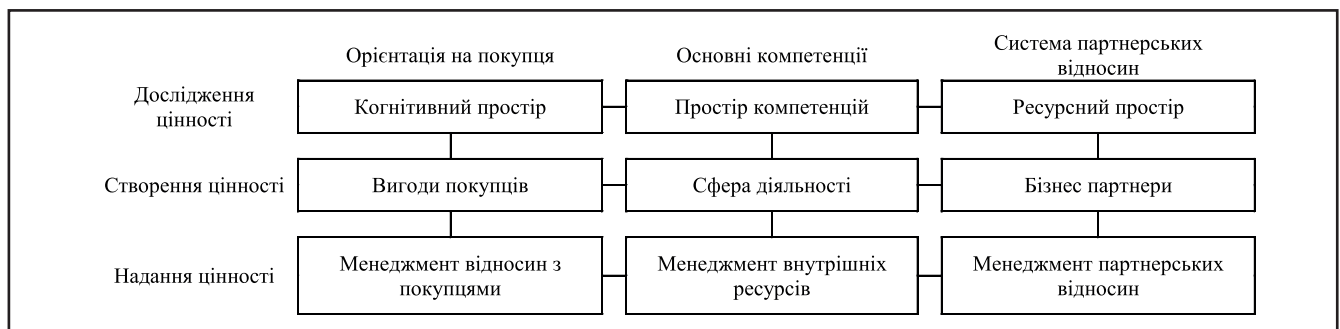 Орієнтація на покупця
Основні компетенції
Система партнерських
відносин
Дослідження
цінності
Когнітивний простір
Простір компетенцій
Ресурсний простір
Створення цінності
Вигоди покупців
Сфера діяльності
Бізнес партнери
Надання цінності
Менеджмент відносин з
покупцями
Менеджмент внутрішніх
ресурсів
Менеджмент партнерських
відносин